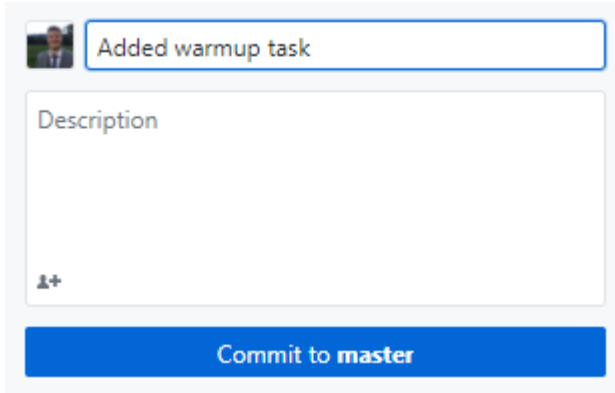 Added warmup task
Description
Commit to master